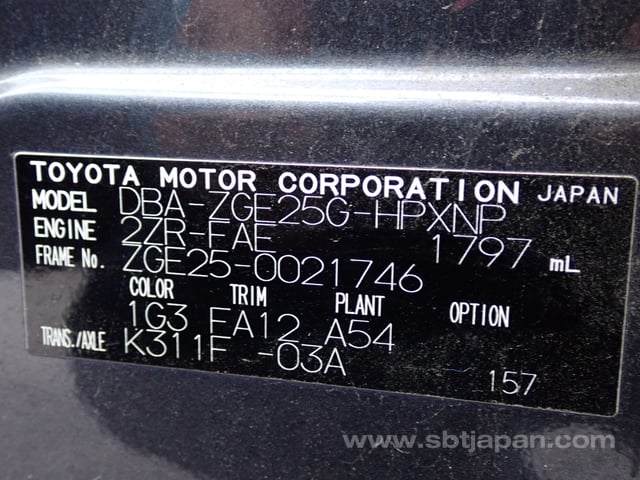 TOYOTA MOTOR CORPORATION JAPAN
MODEL DBA-ZGE25G-HPXNP
ENGINE 2ZR-FAE 1797 mL
FRAME No. ZGE25-0021746
COLOR TRIM PLANT OPTION
1G3 FA12 A54
TRANS./AXLE K311F -03A
157
www.sbtjapan.com